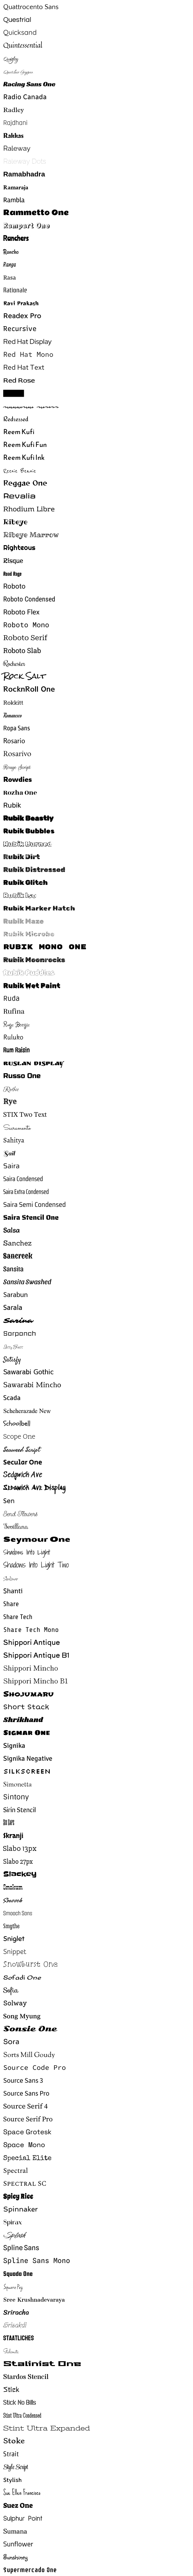 Quattrocento Sans
Questrial
Quicksand
Quintessential
Qwigley
Qwitcher Grypen
Racing Sans One
Radio Canada
Radley
Rajdhani
Rakkas
Raleway
Raleway Dots
Ramabhadra
Ramaraja
Rambla
Rammetto One
Rampart One
Ranchers
Rancho
Ranga
Rasa
Rationale
Ravi Prakash
Readex Pro
Recursive
Red Hat Display
Red Hat Mono
Red Hat Text
Red Rose
Redressed
Reem Kufi
Reem Kufi Fun
Reem Kufi Ink
Reenie Beanie
Reggae One
Revalia
Rhodium Libre
Ribeye
Ribeye Marrow
Righteous
Risque
Road Rage
Roboto
Roboto Condensed
Roboto Flex
Roboto Mono
Roboto Serif
Roboto Slab
Rochester
Rock Salt
RocknRoll One
Rokkitt
Romanesco
Ropa Sans
Rosario
Rosarivo
Rouge Script
Rowdies
Rozha One
Rubik
Rubik Beastly
Rubik Bubbles
Rubik Burned
Rubik Dirt
Rubik Distressed
Rubik Glitch
Rubik Iso
Rubik Marker Hatch
Rubik Maze
Rubik Microbe
Rubik Mono One
Rubik Moonrocks
Rubik Puddles
Rubik Wet Paint
Ruda
Rufina
Ruge Boogie
Ruluko
Rum Raisin
Ruslan Display
Russo One
Ruthie
Rye
STIX Two Text
Sacramento
Sahitya
Sail
Saira
Saira Condensed
Saira Extra Condensed
Saira Semi Condensed
Saira Stencil One
Salsa
Sanchez
Sancreek
Sansita
Sansita Swashed
Sarabun
Sarala
Sarina
Sarpanch
Satisfy
Sawarabi Gothic
Sawarabi Mincho
Scada
Scheherazade New
Schoolbell
Scope One
Seaweed Script
Secular One
Sedgwick Ave
Sedgwick Ave Display
Sen
Send Flowers
Sevillana
Seymour One
Shadows Into Light
Shadows Into Light Two
Shalimar
Shanti
Share
Share Tech
Share Tech Mono
Shippori Antique
Shippori Antique B1
Shippori Mincho
Shippori Mincho B1
Shojumaru
Short Stack
Shrikhand
Sigmar One
Signika
Signika Negative
Silkscreen
Simonetta
Sintony
Sirin Stencil
Six Caps
Skranji
Slabo 13px
Slabo 27px
Slackey
Smokum
Smooch
Smooch Sans
Smythe
Sniglet
Snippet
Snowburst One
Sofadi One
Sofia
Solway
Song Myung
Sonsie One
Sora
Sorts Mill Goudy
Source Code Pro
Source Sans 3
Source Sans Pro
Source Serif 4
Source Serif Pro
Space Grotesk
Space Mono
Special Elite
Spectral
Spectral SC
Spicy Rice
Spinnaker
Spirax
Splash
Spline Sans
Spline Sans Mono
Squada One
Square Peg
Sree Krushnadevaraya
Sriracha
Srisakdi
Staatliches
Stalemate
Stalinist One
Stardos Stencil
Stick
Stick No Bills
Stint Ultra Condensed
Stint Ultra Expanded
Stoke
Strait
Style Script
Stylish
Sue Ellen Francisco
Suez One
Sulphur Point
Sumana
Sunflower
Sunshiney
Supermercado One